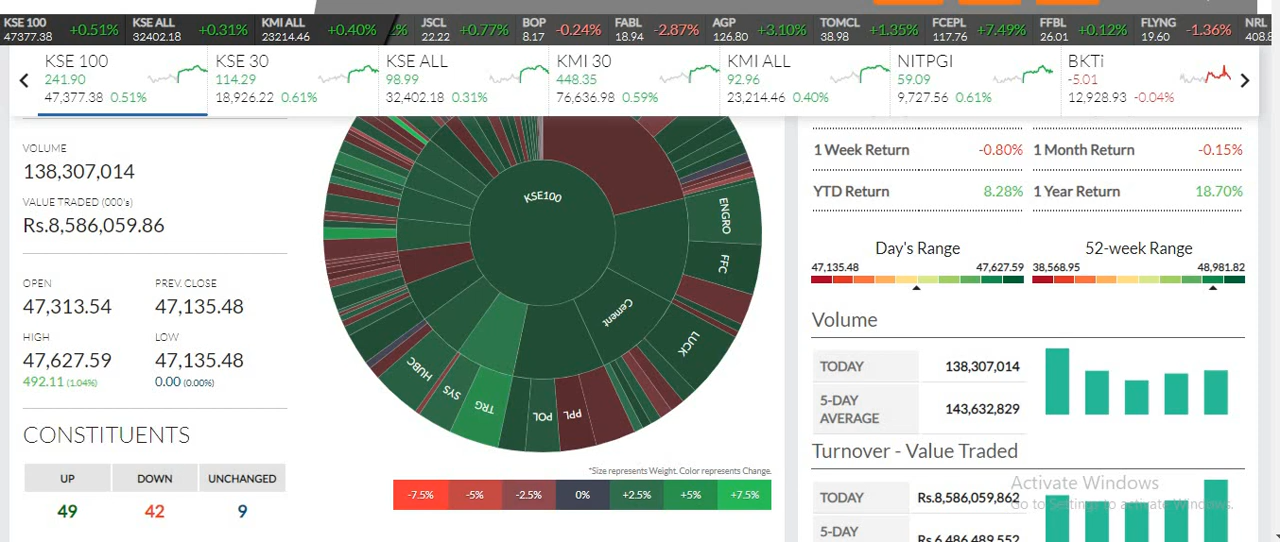 KSE 100 +0.51%
47377.38
KSE ALL +0.31%
32402.18
KMI ALL +0.40%
23214.46
JSCL +0.77%
22.22
BOP -0.24%
8.17
FABL -2.87%
18.94
AGP +3.10%
126.80
TOMCL +1.35%
38.98
FCEPL +7.49%
117.76
FFBL +0.12%
26.01
FLYNG -1.36%
19.60
NRL
KSE 100
241.90
47,377.38 0.51%
KSE 30
114.29
18,926.22 0.61%
KSE ALL
98.99
32,402.18 0.31%
KMI 30
448.35
76,636.98 0.59%
KMI ALL
92.96
23,214.46 0.40%
NITPGI
59.09
9,727.56 0.61%
BKTi
-5.01
12,928.93 -0.04%
VOLUME
138,307,014
VALUE TRADED (000's)
Rs.8,586,059.86
OPEN
47,313.54
PREV. CLOSE
47,135.48
HIGH
47,627.59
492.11 (1.04%)
LOW
47,135.48
0.00 (0.00%)
CONSTITUENTS
UP DOWN UNCHANGED
49 42 9
KSE100
ENGRO
FFC
Cement
LUCK
PPL
POL
TRG
SYS
HUBC
*Size represents Weight. Color represents Change.
-7.5% -5% -2.5% 0% +2.5% +5% +7.5%
1 Week Return -0.80% 1 Month Return -0.15%
YTD Return 8.28% 1 Year Return 18.70%
Day's Range
47,135.48 47,627.59
52-week Range
38,568.95 48,981.82
Volume
TODAY 138,307,014
5-DAY
AVERAGE 143,632,829
Turnover - Value Traded
TODAY Rs.8,586,059,862
5-DAY Rs.6,486,489,552
Activate Windows
Go to Settings to activate Windows.